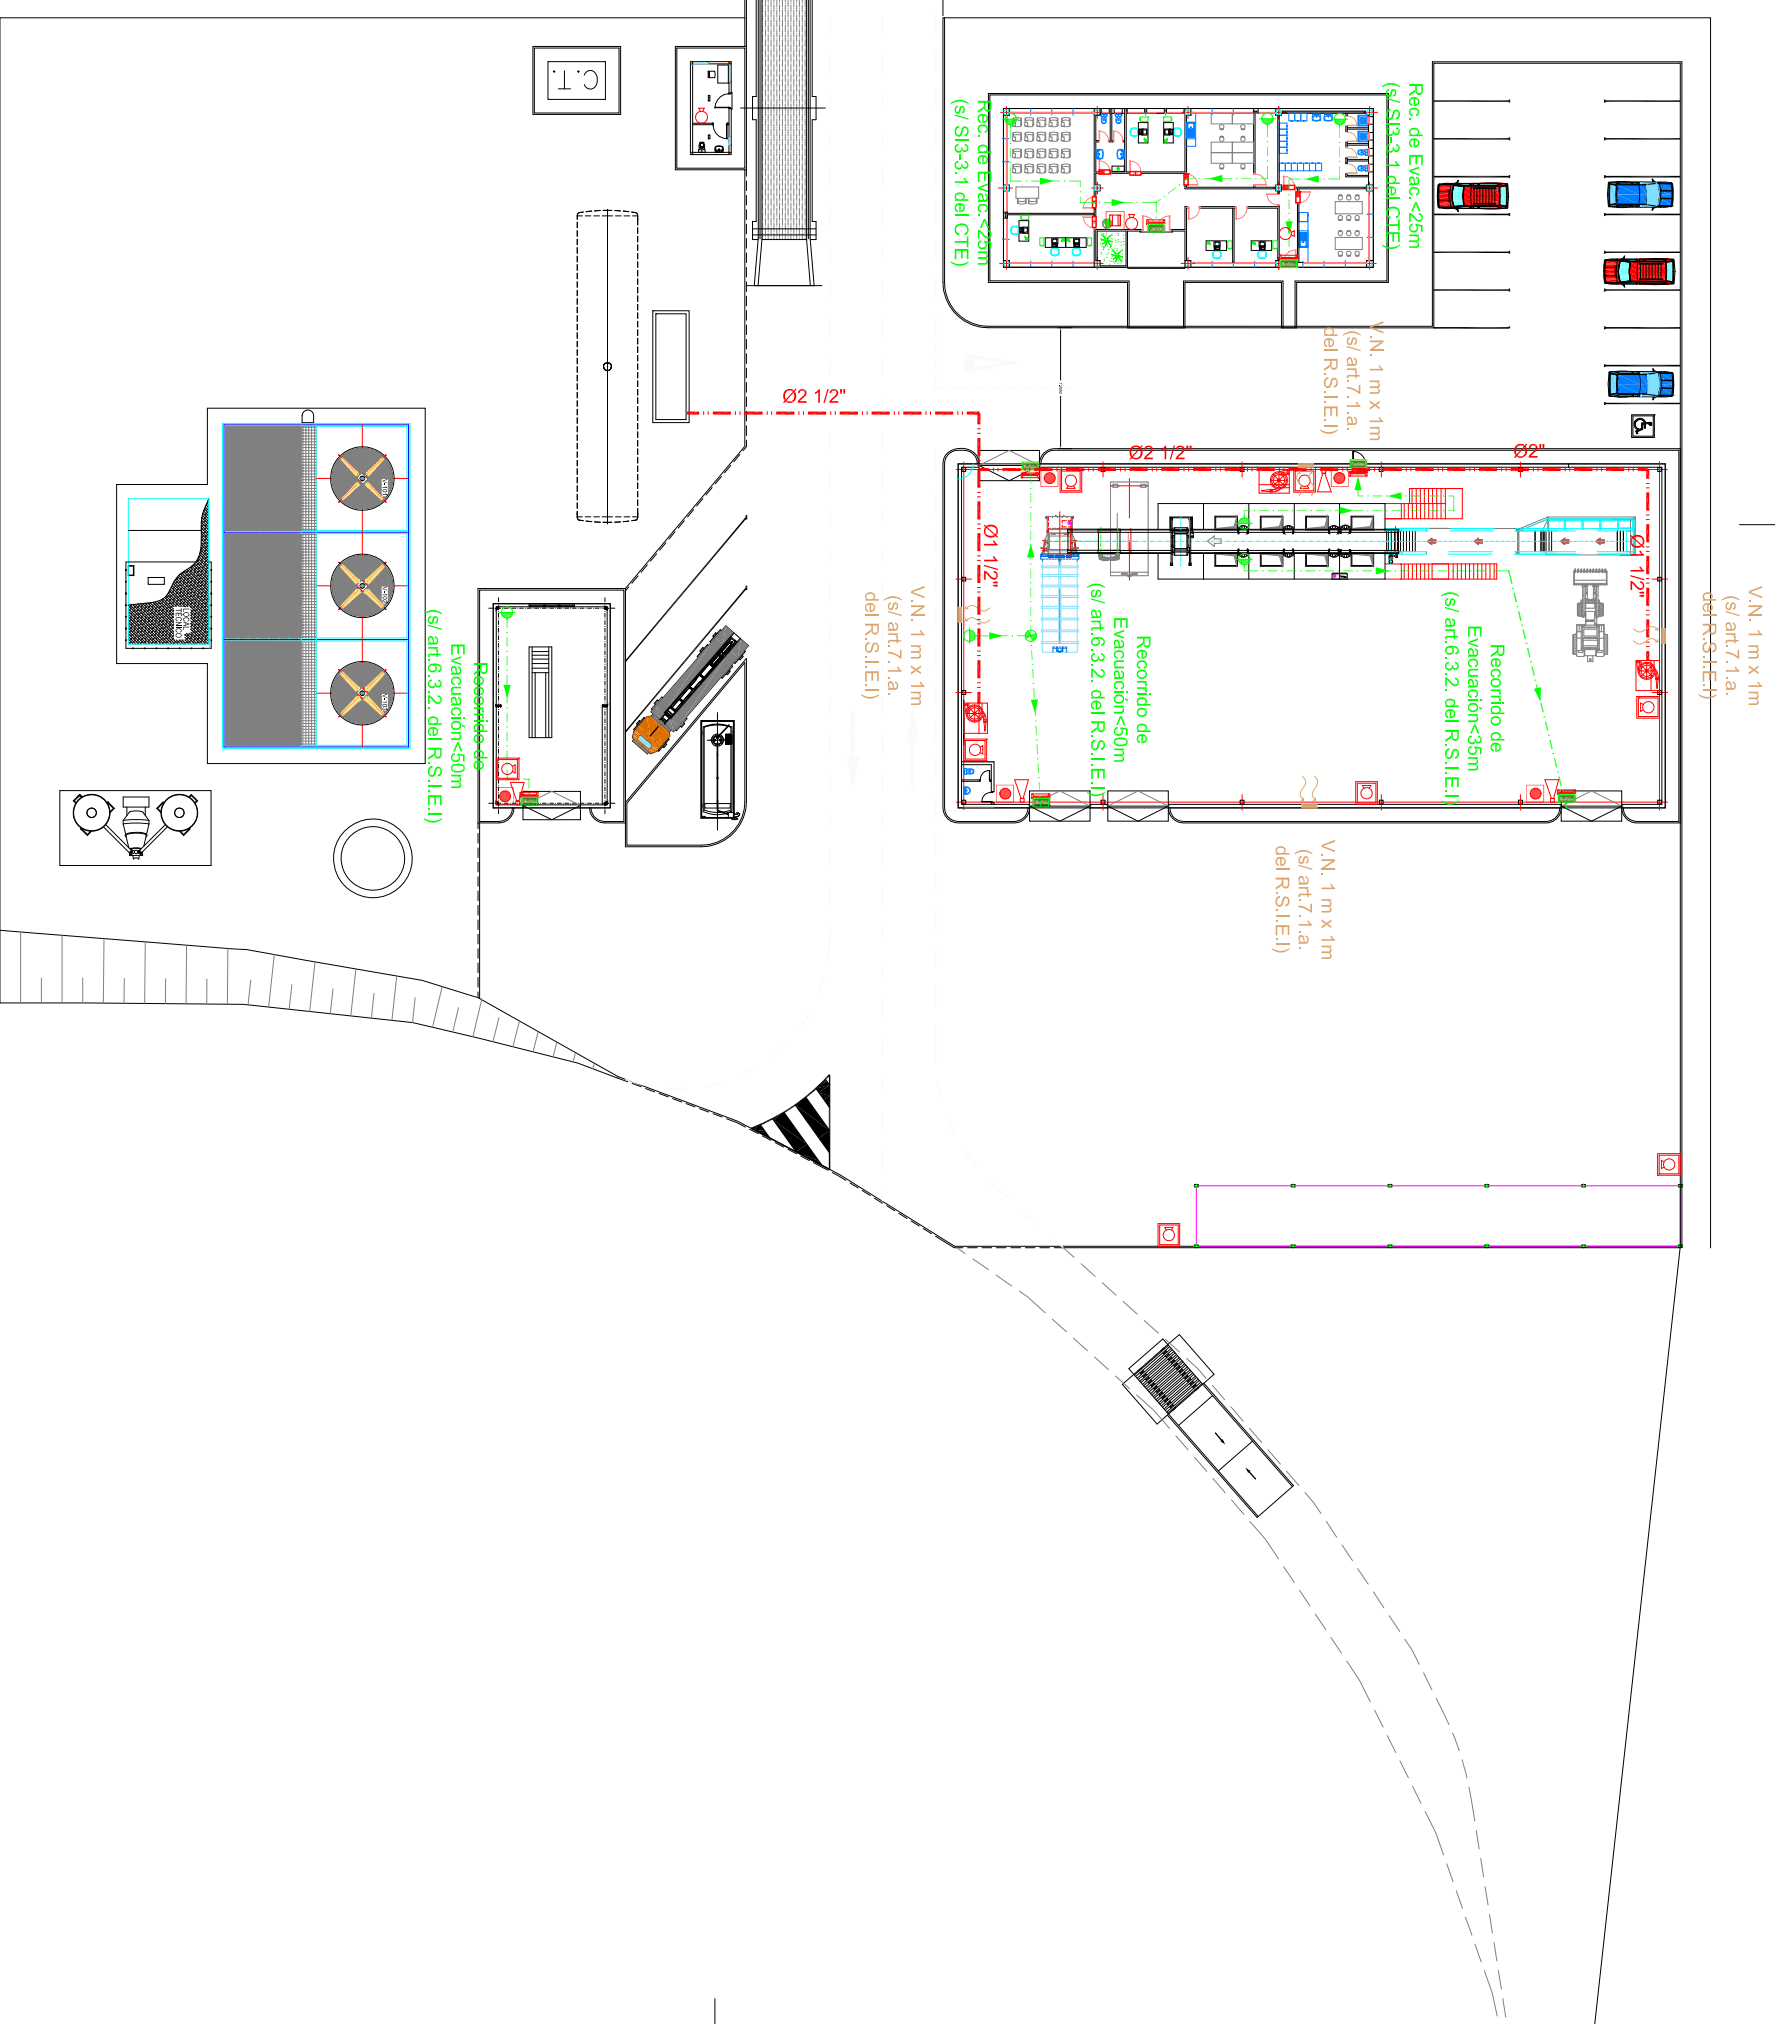 C.T.
Rec. de Evac.<25m
(s/ SI3-3.1 del CTE)
Rec. de Evac.<25m
(s/ SI3-3.1 del CTE)
V.N. 1 m x 1m
(s/ art.7.1.a.
del R.S.I.E.I)
Ø2 1/2"
Ø2 1/2"
Ø2"
Ø1 1/2"
Ø1 1/2"
V.N. 1 m x 1m
(s/ art.7.1.a.
del R.S.I.E.I)
V.N. 1 m x 1m
(s/ art.7.1.a.
del R.S.I.E.I)
Recorrido de
Evacuación<50m
(s/ art.6.3.2. del R.S.I.E.I)
Recorrido de
Evacuación<35m
(s/ art.6.3.2. del R.S.I.E.I)
Recorrido de
Evacuación<50m
(s/ art.6.3.2. del R.S.I.E.I)
LOCAL
TECNICO
V.N. 1 m x 1m
(s/ art.7.1.a.
del R.S.I.E.I)